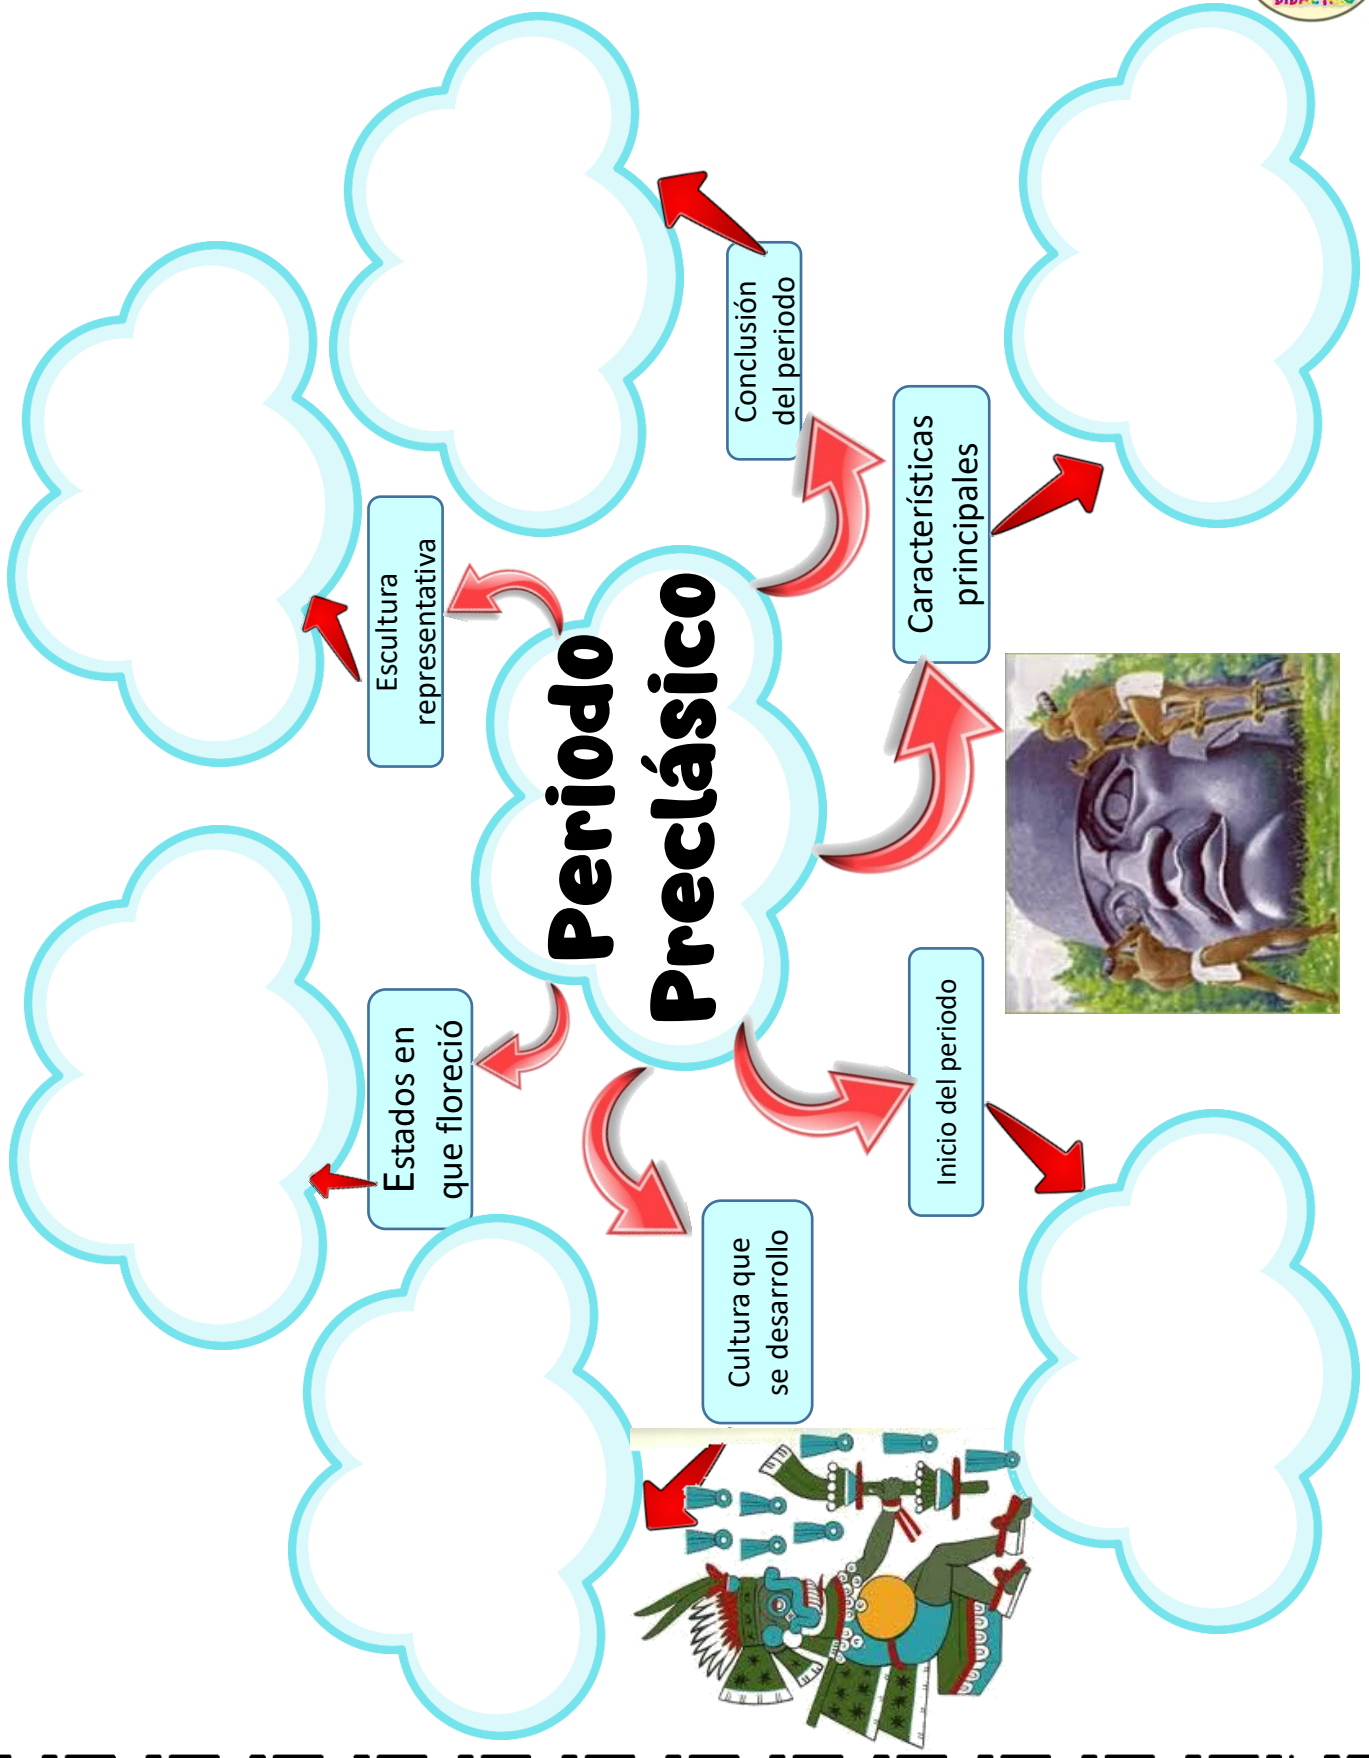 Estados en
que floreció
Escultura
representativa
Periodo
Preclásico
Cultura que
se desarrollo
Conclusión
del periodo
Inicio del periodo
Características
principales